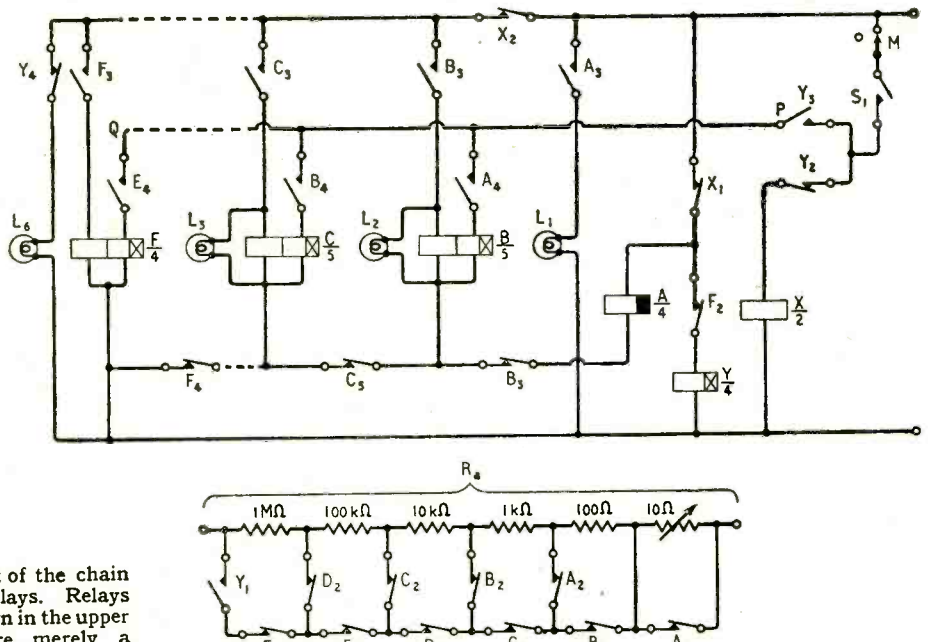 X₂
M
Y₄ F₃ C₃ B₃ A₃
S₁
Q P Y₃
E₄ B₄ A₄ Y₂
X₁
L₆ L₃ L₂ L₁
F/4 C/5 B/5
A/4 F₂ X/2
F₄ C₅ B₃
Y/4
Rₐ
1MΩ 100kΩ 10kΩ 1kΩ 100Ω 10Ω
Y₁ D₂ C₂ B₂ A₂
of the chain
lays. Relays
n in the upper
re merely a